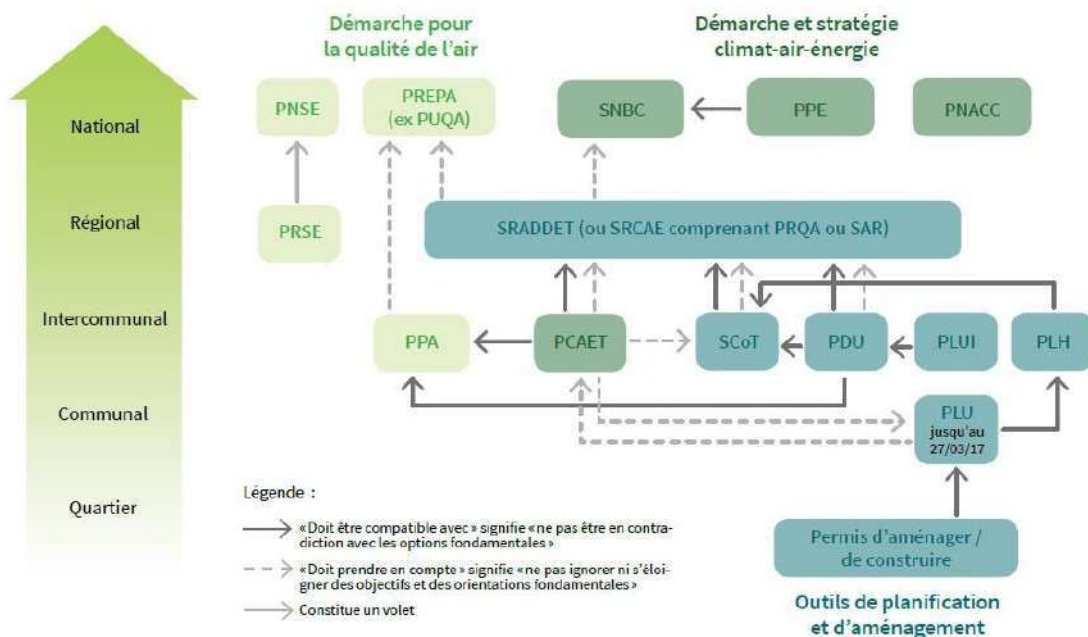 Démarche pour
la qualité de l'air
Démarche et stratégie
climat-air-énergie
National
PNSE
PREPA
(ex PUQA)
SNBC
PPE
PNACC
Régional
PRSE
SRADDET (ou SRCAE comprenant PRQA ou SAR)
Intercommunal
PPA
PCAET
SCoT
PDU
PLUI
PLH
Communal
PLU
jusqu'au
27/03/17
Quartier
Permis d'aménager /
de construire
Outils de planification
et d'aménagement
Légende :
«Doit être compatible avec» signifie «ne pas être en contra-
diction avec les options fondamentales»
«Doit prendre en compte» signifie «ne pas ignorer ni s'éloi-
gner des objectifs et des orientations fondamentales»
Constitue un volet